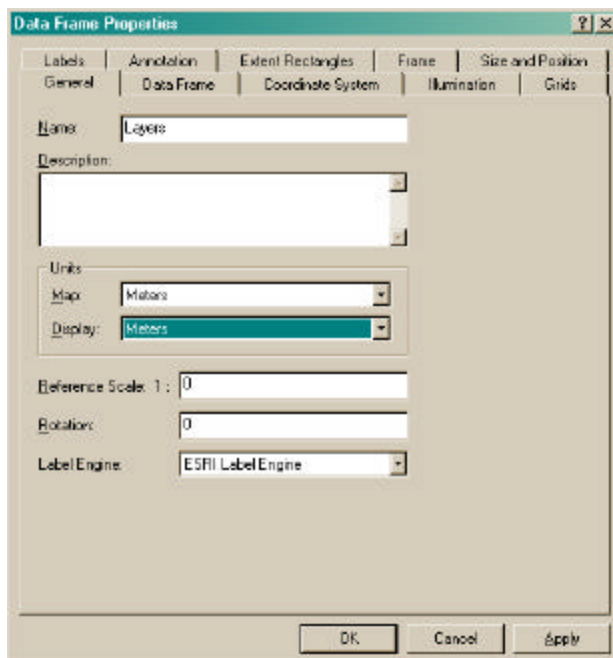 Data Frame Properties
Labels Annotation Extent Rectangles Frame Size and Position
General Data Frame Coordinate System Illumination Grids
Name: Layers
Description:
Units
Map: Meters
Display: Meters
Reference Scale: 1 : 0
Rotation: 0
Label Engine: ESRI Label Engine
OK Cancel Apply